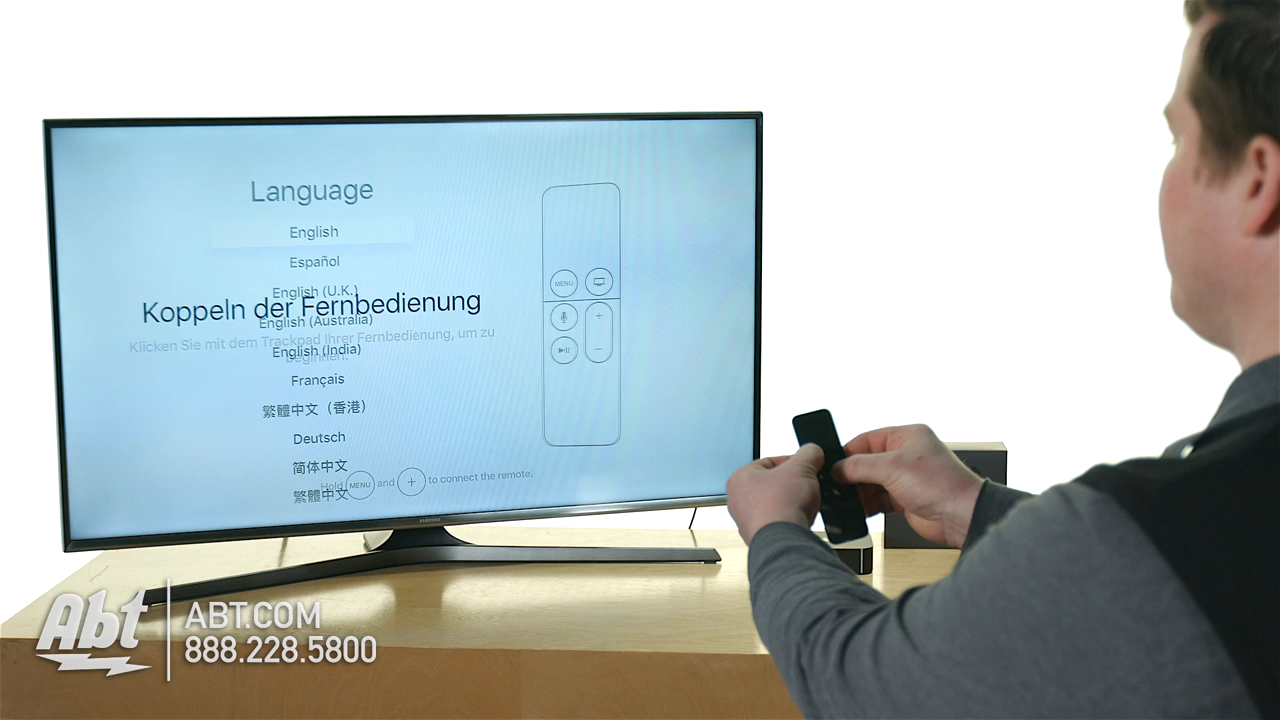 Language
English
Español
English (U.K.)
Koppeln der Fernbedienung
English (Australia)
Klicken Sie mit dem Trackpad Ihrer Fernbedienung, um zu
beginnen.
English (India)
Français
繁體中文（香港）
Deutsch
简体中文
Hold MENU and + to connect the remote.
繁體中文
MENU
+
−
SAMSUNG
Abt
ABT.COM
888.228.5800